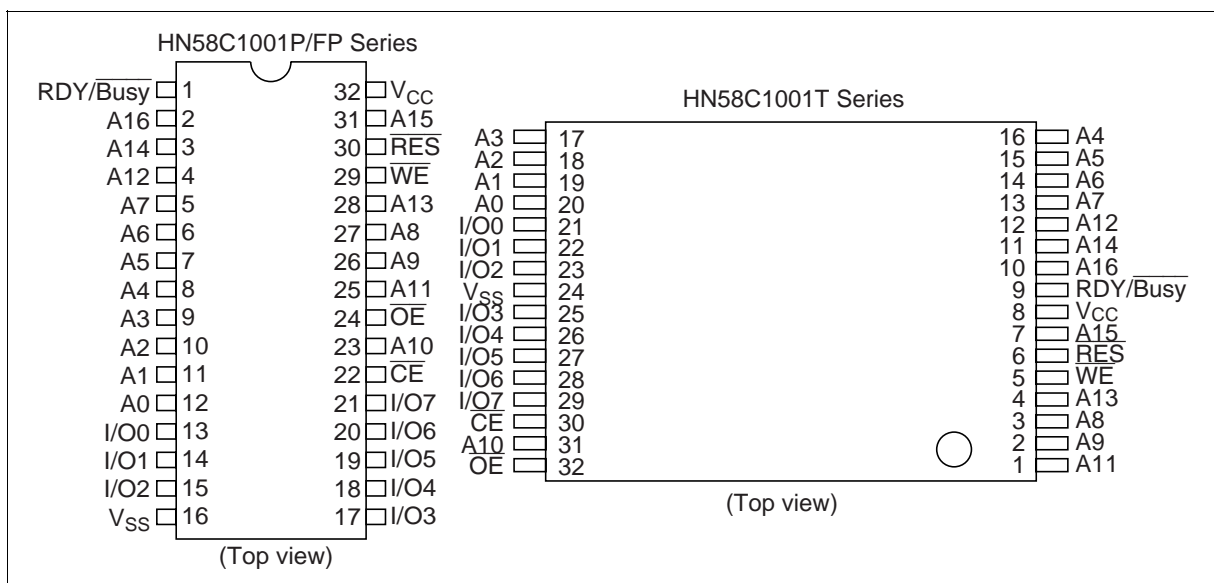 HN58C1001P/FP Series
RDY/Busy 1 32 VCC
A16 2 31 A15
A14 3 30 RES
A12 4 29 WE
A7 5 28 A13
A6 6 27 A8
A5 7 26 A9
A4 8 25 A11
A3 9 24 OE
A2 10 23 A10
A1 11 22 CE
A0 12 21 I/O7
I/O0 13 20 I/O6
I/O1 14 19 I/O5
I/O2 15 18 I/O4
VSS 16 17 I/O3
(Top view)
HN58C1001T Series
A3 17 16 A4
A2 18 15 A5
A1 19 14 A6
A0 20 13 A7
I/O0 21 12 A12
I/O1 22 11 A14
I/O2 23 10 A16
VSS 24 9 RDY/Busy
I/O3 25 8 VCC
I/O4 26 7 A15
I/O5 27 6 RES
I/O6 28 5 WE
I/O7 29 4 A13
CE 30 3 A8
A10 31 2 A9
OE 32 1 A11
(Top view)